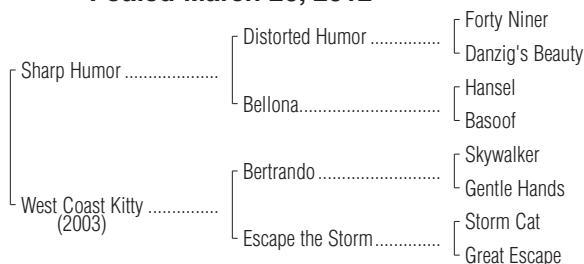 Foaled March 2012
Forty Niner
Distorted Humor ..................
Danzig's Beauty
Sharp Humor ........................
Hansel
Bellona....................................
Basoof
Skywalker
Bertrando ................................
Gentle Hands
West Coast Kitty ..................
(2003)
Storm Cat
Escape the Storm................
Great Escape